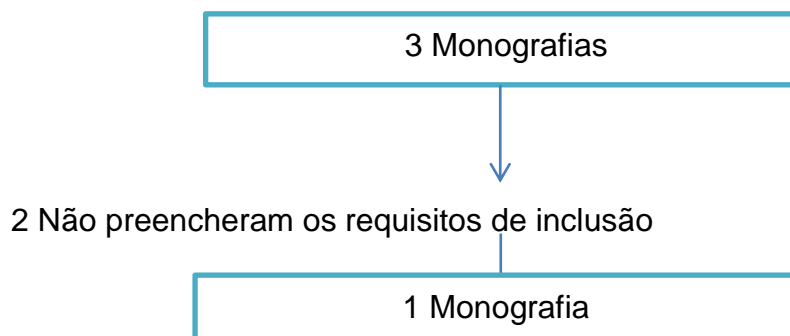 3 Monografias
2 Não preencheram os requisitos de inclusão
1 Monografia